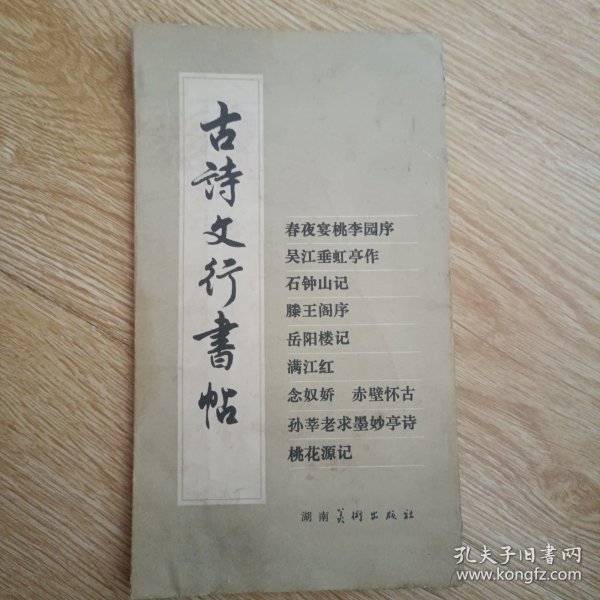 古詩文行書帖
春夜宴桃李园序
吴江垂虹亭作
石钟山记
滕王阁序
岳阳楼记
满江红
念奴娇 赤壁怀古
孙莘老求墨妙亭诗
桃花源记
湖南美術出版社
孔夫子旧书网
www.kongfz.com